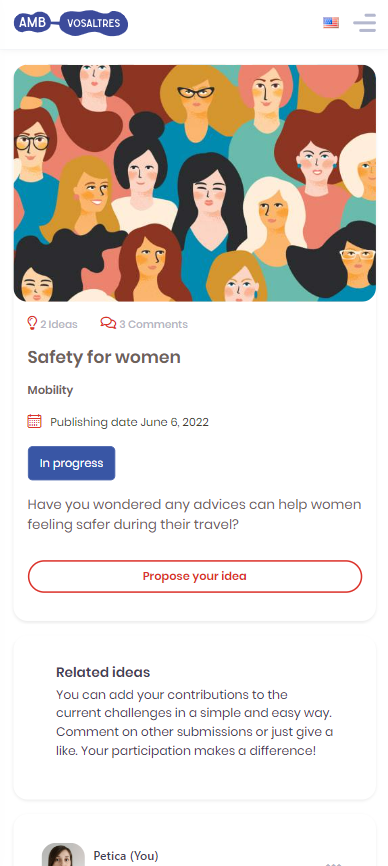 AMB VOSALTRES
2 Ideas 3 Comments
Safety for women
Mobility
Publishing date June 6, 2022
In progress
Have you wondered any advices can help women
feeling safer during their travel?
Propose your idea
Related ideas
You can add your contributions to the
current challenges in a simple and easy way.
Comment on other submissions or just give a
like. Your participation makes a difference!
Petica (You)